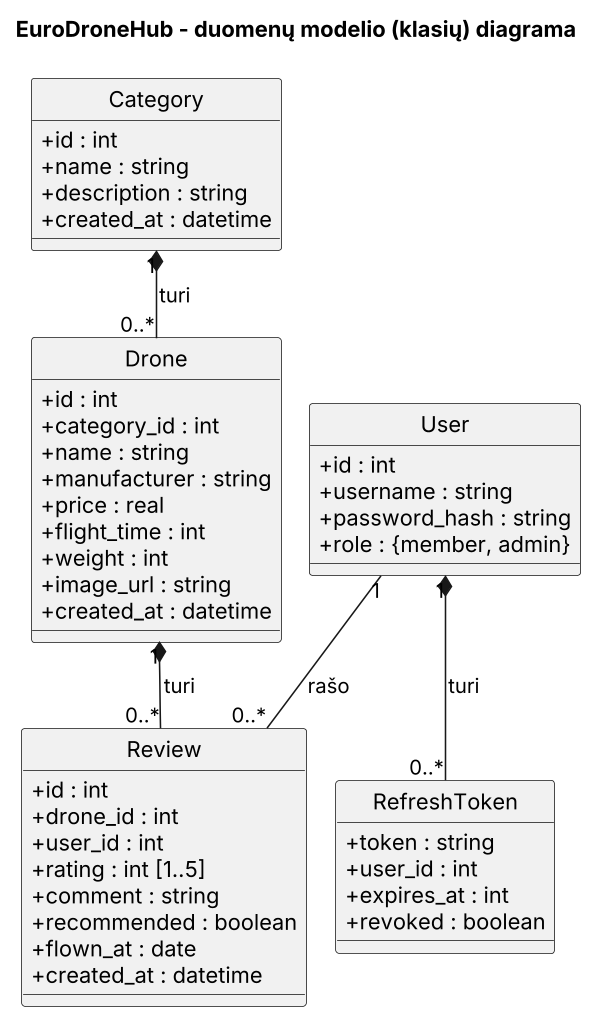 EuroDroneHub - duomenų modelio (klasių) diagrama
Category
+id : int
+name : string
+description : string
+created_at : datetime
1
turi
0..*
Drone
+id : int
+category_id : int
+name : string
+manufacturer : string
+price : real
+flight_time : int
+weight : int
+image_url : string
+created_at : datetime
User
+id : int
+username : string
+password_hash : string
+role : {member, admin}
1
turi
0..*
1
rašo
0..*
1
turi
0..*
Review
+id : int
+drone_id : int
+user_id : int
+rating : int [1..5]
+comment : string
+recommended : boolean
+flown_at : date
+created_at : datetime
RefreshToken
+token : string
+user_id : int
+expires_at : int
+revoked : boolean